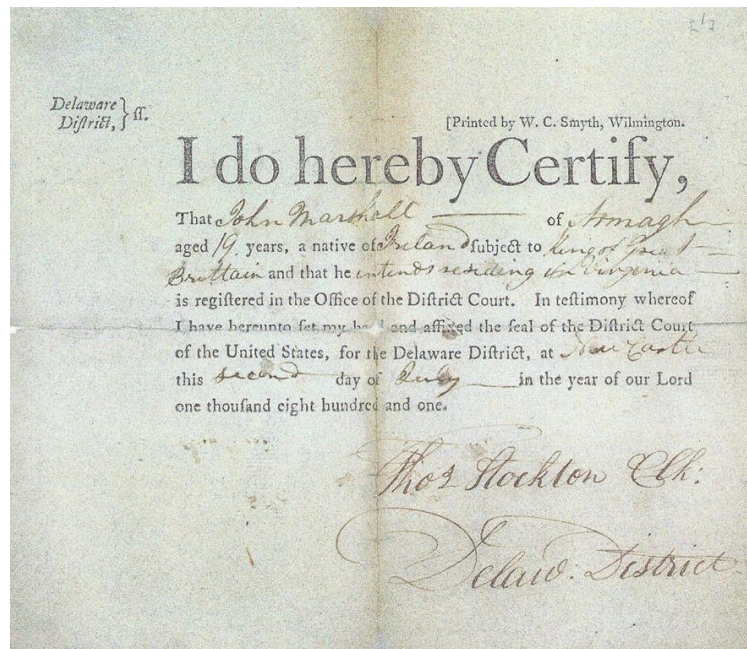 Delaware
Diſtrict, } ſſ.
[Printed by W. C. Smyth, Wilmington.
I do hereby Certify,
That John Marshall of Armagh
aged 19 years, a native of Ireland ſubject to King of Great
Brittain and that he intends residing in Virginia
is regiſtered in the Office of the Diſtrict Court. In teſtimony whereof
I have hereunto ſet my hand and affixed the ſeal of the Diſtrict Court
of the United States, for the Delaware Diſtrict, at New Castle
this second day of July in the year of our Lord
one thouſand eight hundred and one.
Thos Stockton Clk:
Delaw: District